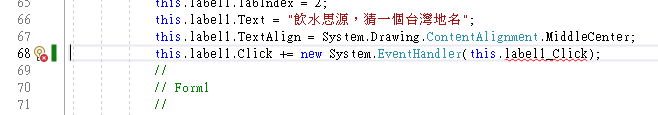 65 this.label1.TabIndex = 2;
66 this.label1.Text = "飲水思源，猜一個台灣地名";
67 this.label1.TextAlign = System.Drawing.ContentAlignment.MiddleCenter;
68 this.label1.Click += new System.EventHandler(this.label1_Click);
69 //
70 // Form1
71 //